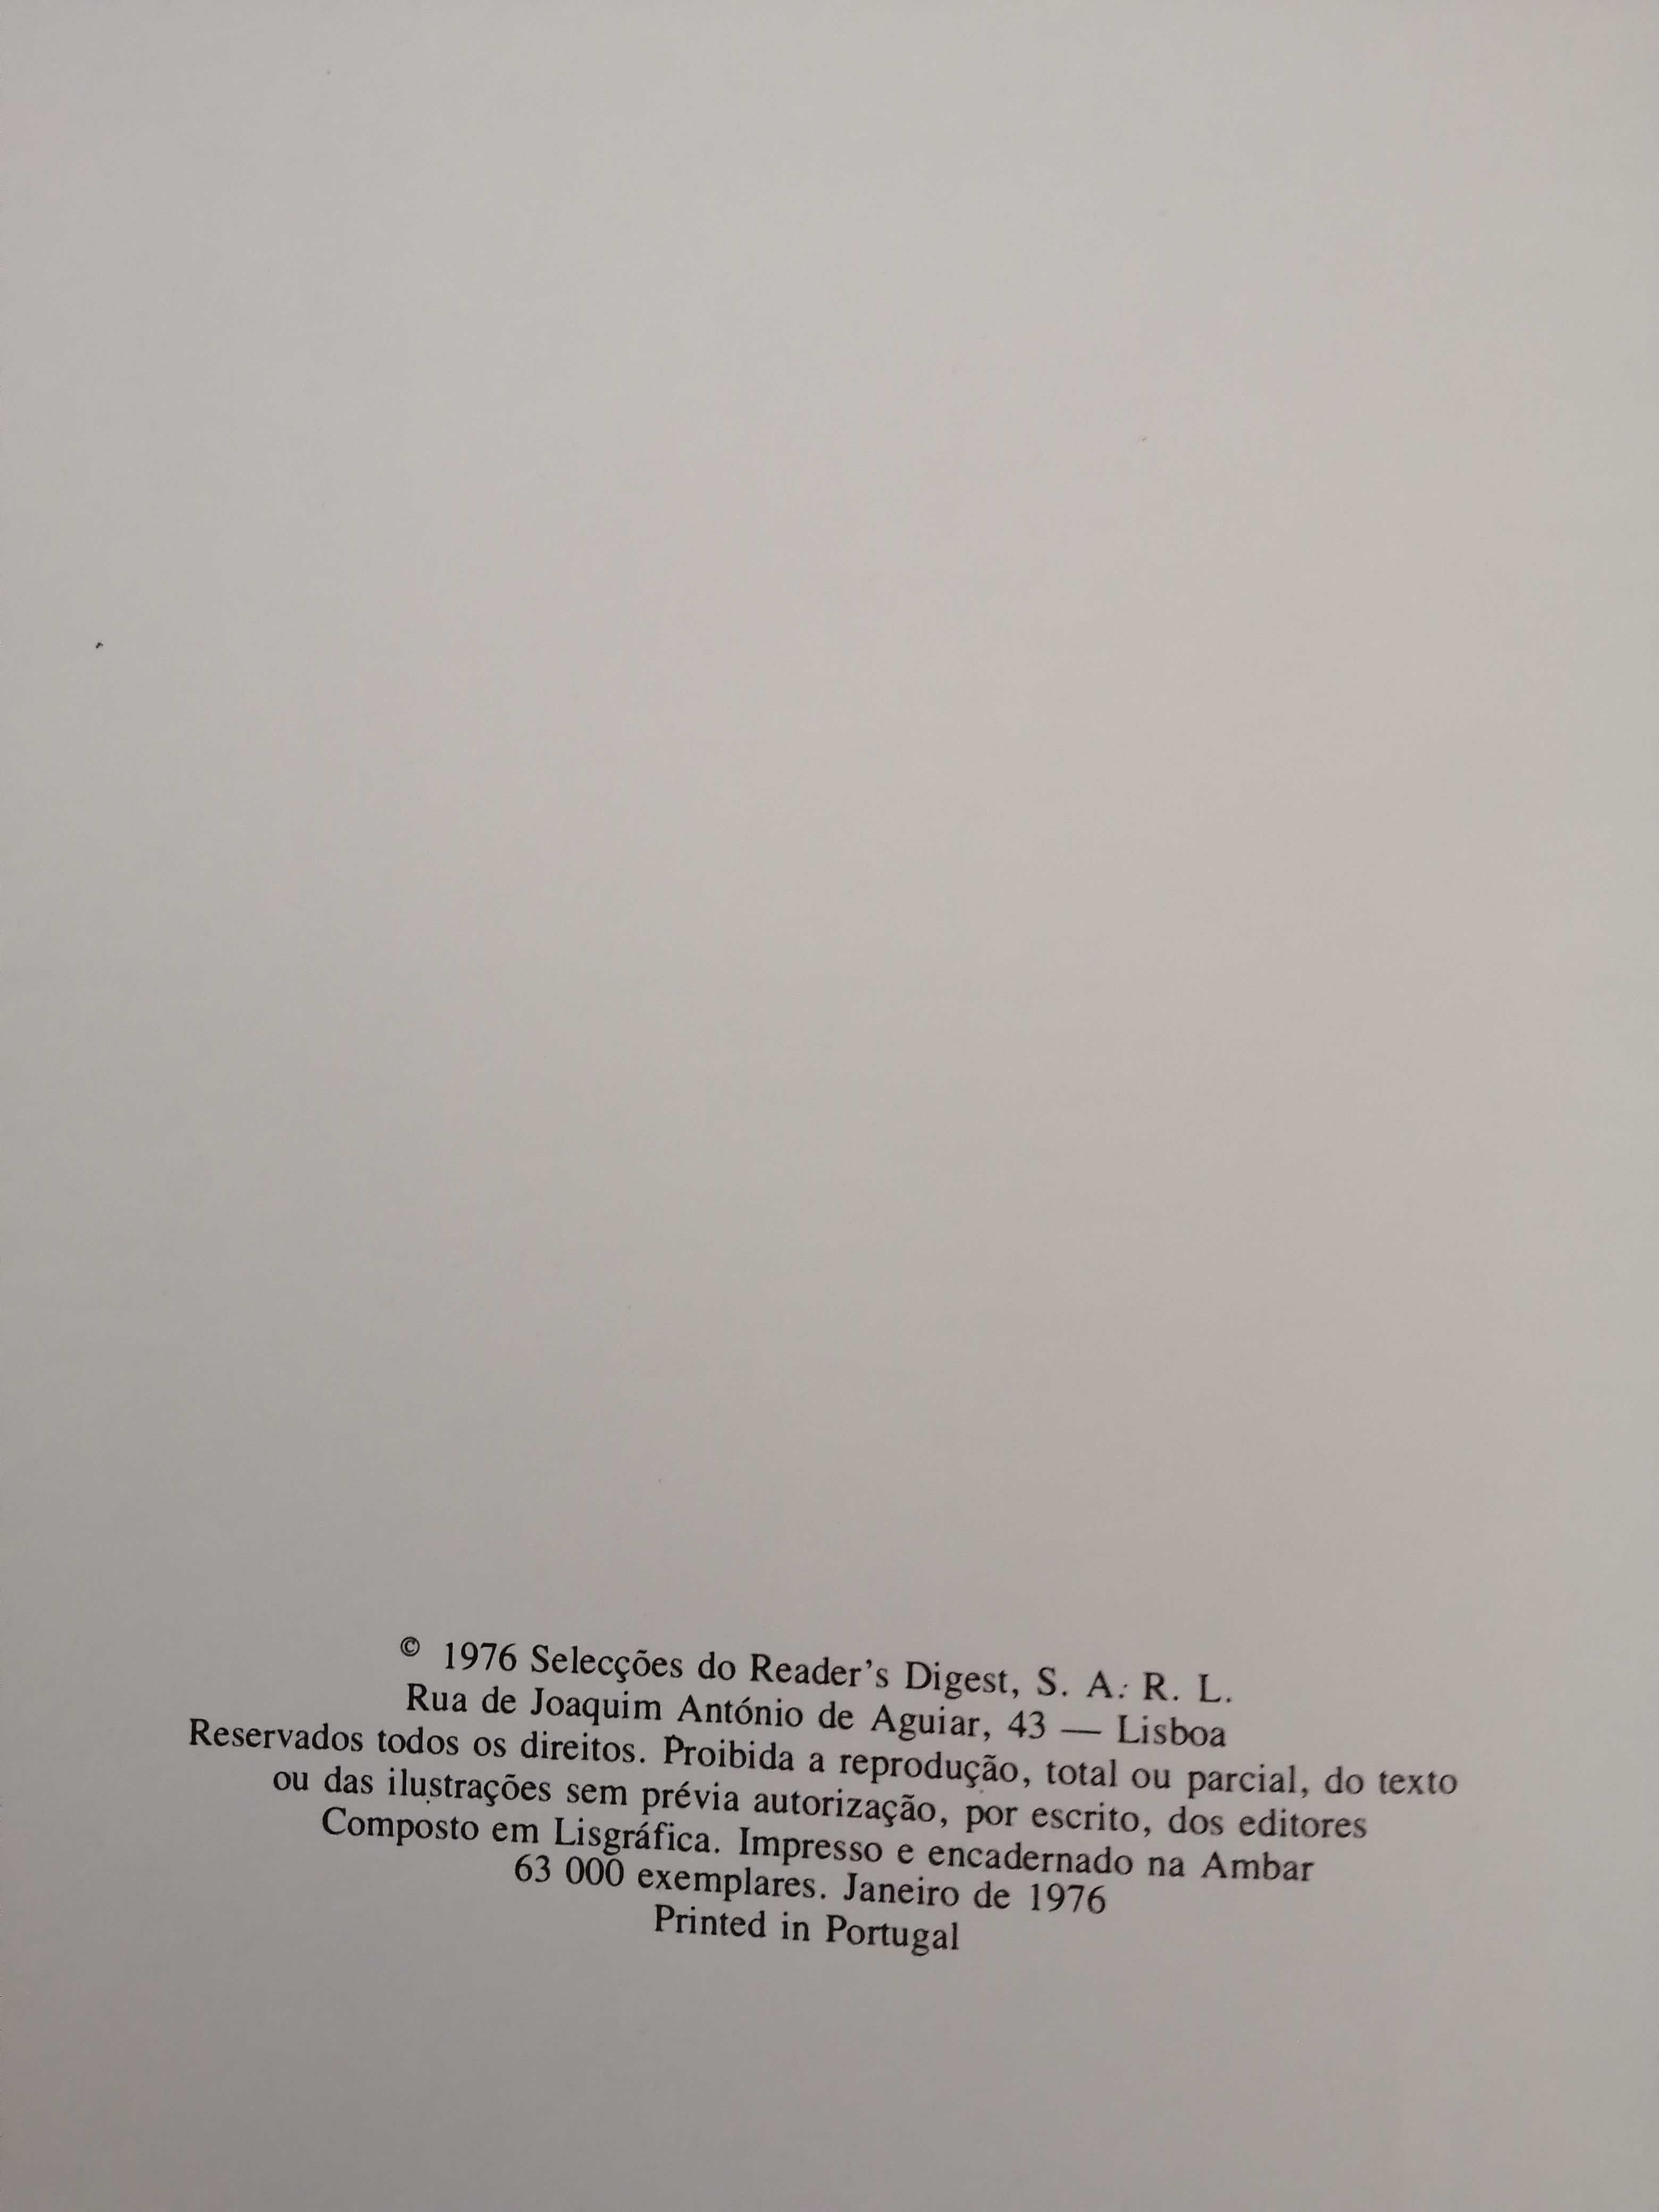 © 1976 Selecções do Reader's Digest, S. A. R. L.
Rua de Joaquim António de Aguiar, 43 — Lisboa
Reservados todos os direitos. Proibida a reprodução, total ou parcial, do texto
ou das ilustrações sem prévia autorização, por escrito, dos editores
Composto em Lisgráfica. Impresso e encadernado na Ambar
63 000 exemplares. Janeiro de 1976
Printed in Portugal